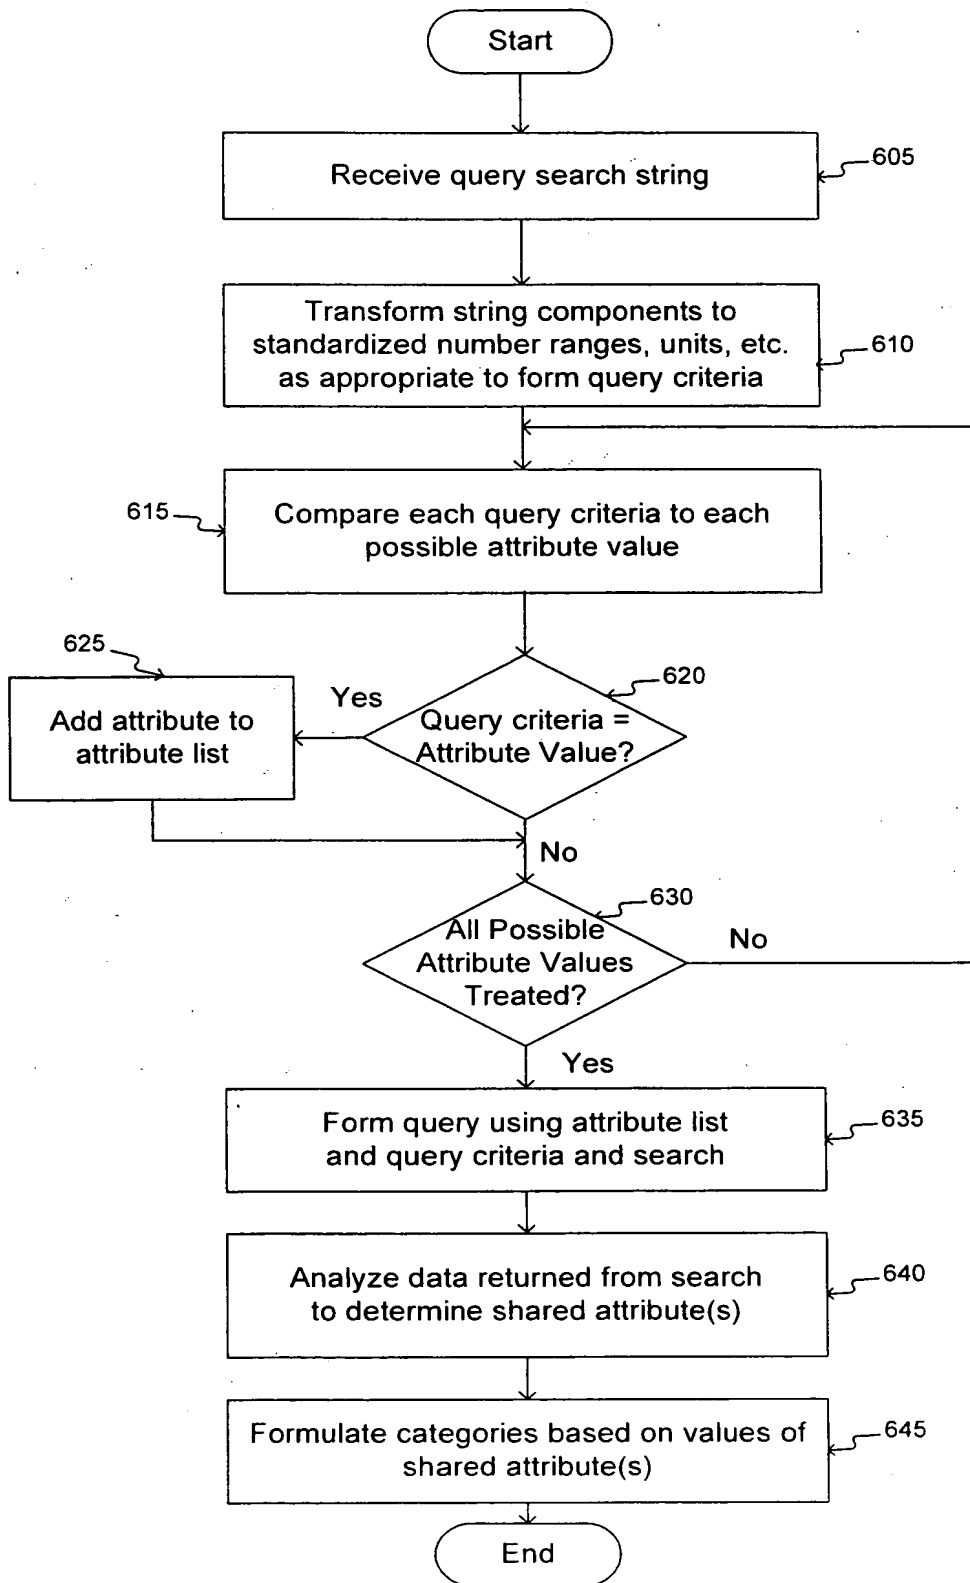 Start
Receive query search string
605
Transform string components to
standardized number ranges, units, etc.
as appropriate to form query criteria
610
615
Compare each query criteria to each
possible attribute value
625
Add attribute to
attribute list
Yes
620
Query criteria =
Attribute Value?
No
630
All Possible
Attribute Values
Treated?
No
Yes
Form query using attribute list
and query criteria and search
635
Analyze data returned from search
to determine shared attribute(s)
640
Formulate categories based on values of
shared attribute(s)
645
End